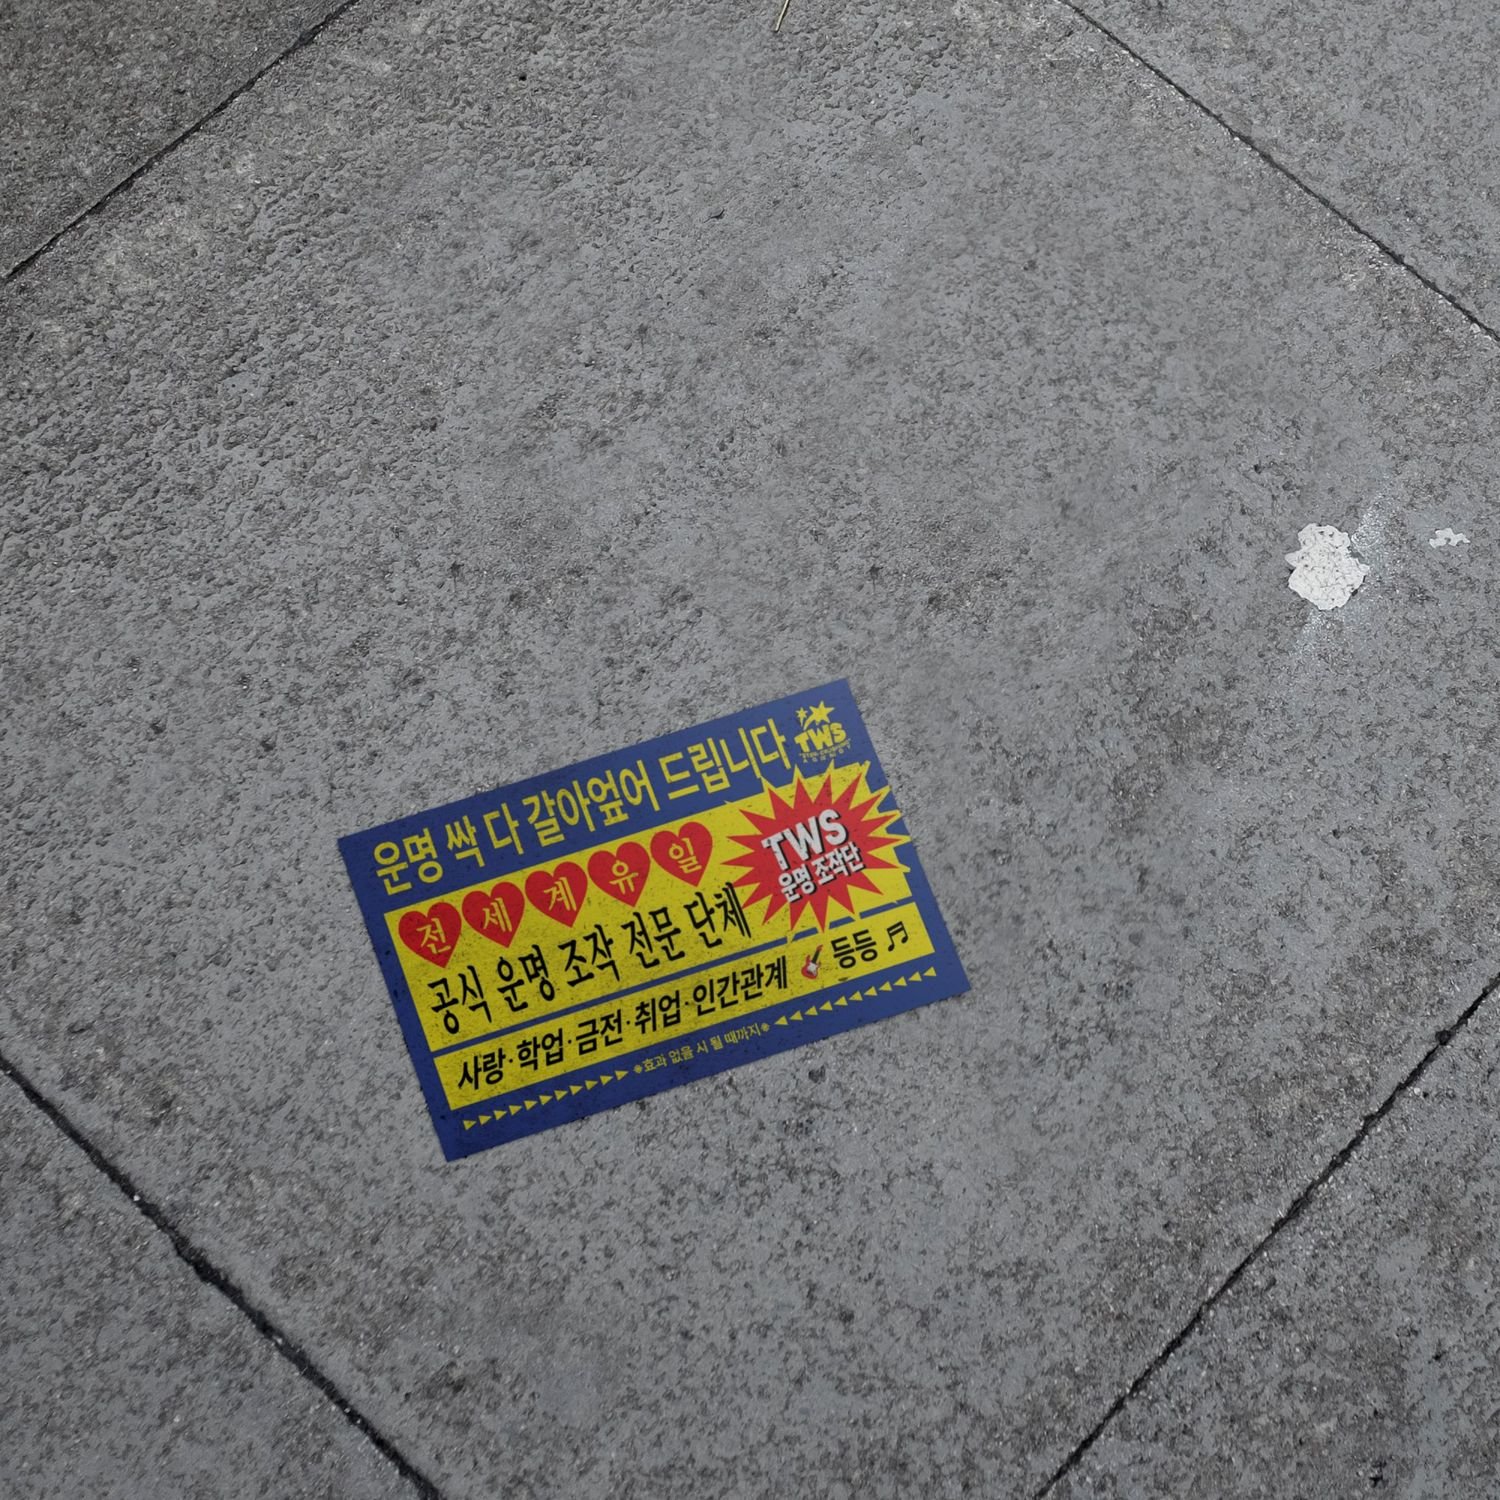 운명 싹 다 갈아엎어 드립니다
TWS
전 세 계 유 일
공식 운명 조작 전문 단체
TWS
운명 조작단
사랑·학업·금전·취업·인간관계 등등 ♬
※효과 없음 시 될 때까지※